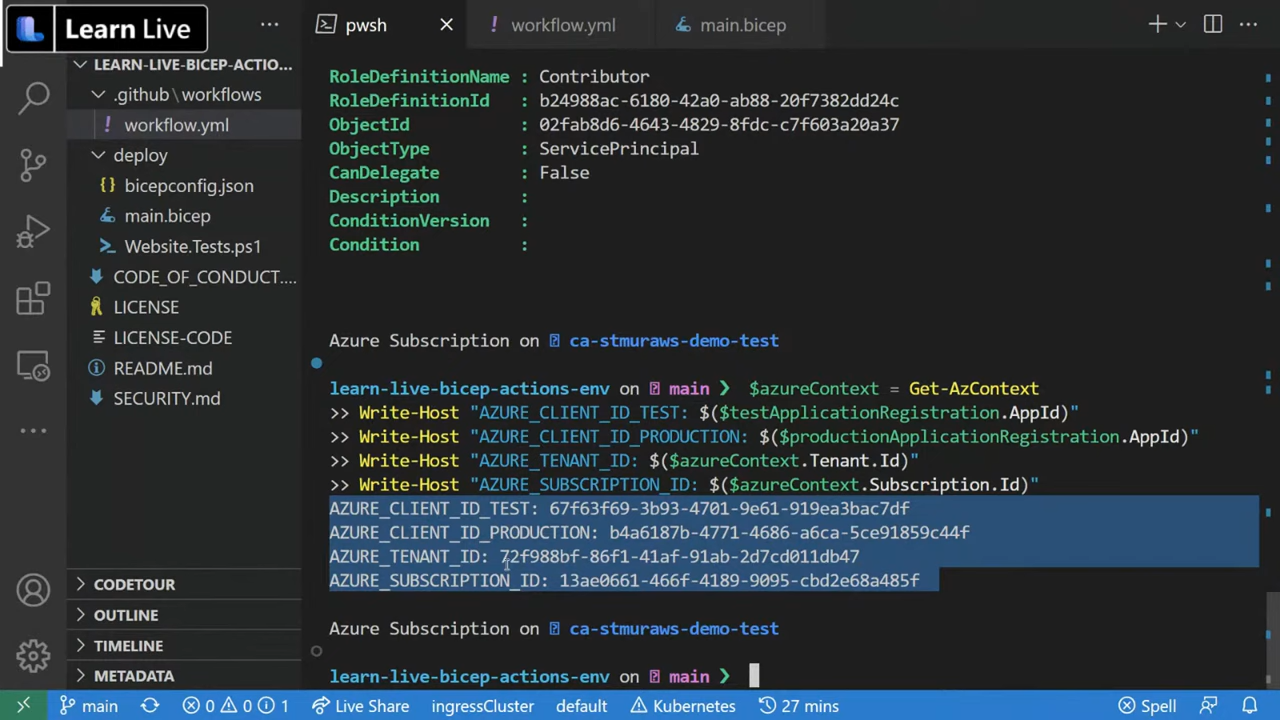 Learn Live
pwsh
workflow.yml
main.bicep
LEARN-LIVE-BICEP-ACTIO...
.github\workflows
workflow.yml
deploy
bicepconfig.json
main.bicep
Website.Tests.ps1
CODE_OF_CONDUCT....
LICENSE
LICENSE-CODE
README.md
SECURITY.md
CODETOUR
OUTLINE
TIMELINE
METADATA
RoleDefinitionName : Contributor
RoleDefinitionId : b24988ac-6180-42a0-ab88-20f7382dd24c
ObjectId : 02fab8d6-4643-4829-8fdc-c7f603a20a37
ObjectType : ServicePrincipal
CanDelegate : False
Description :
ConditionVersion :
Condition :
Azure Subscription on ca-stmuraws-demo-test
learn-live-bicep-actions-env on main ❯ $azureContext = Get-AzContext
>> Write-Host "AZURE_CLIENT_ID_TEST: $($testApplicationRegistration.AppId)"
>> Write-Host "AZURE_CLIENT_ID_PRODUCTION: $($productionApplicationRegistration.AppId)"
>> Write-Host "AZURE_TENANT_ID: $($azureContext.Tenant.Id)"
>> Write-Host "AZURE_SUBSCRIPTION_ID: $($azureContext.Subscription.Id)"
AZURE_CLIENT_ID_TEST: 67f63f69-3b93-4701-9e61-919ea3bac7df
AZURE_CLIENT_ID_PRODUCTION: b4a6187b-4771-4686-a6ca-5ce91859c44f
AZURE_TENANT_ID: 72f988bf-86f1-41af-91ab-2d7cd011db47
AZURE_SUBSCRIPTION_ID: 13ae0661-466f-4189-9095-cbd2e68a485f
Azure Subscription on ca-stmuraws-demo-test
learn-live-bicep-actions-env on main ❯
main 0 0 1 Live Share ingressCluster default Kubernetes 27 mins Spell